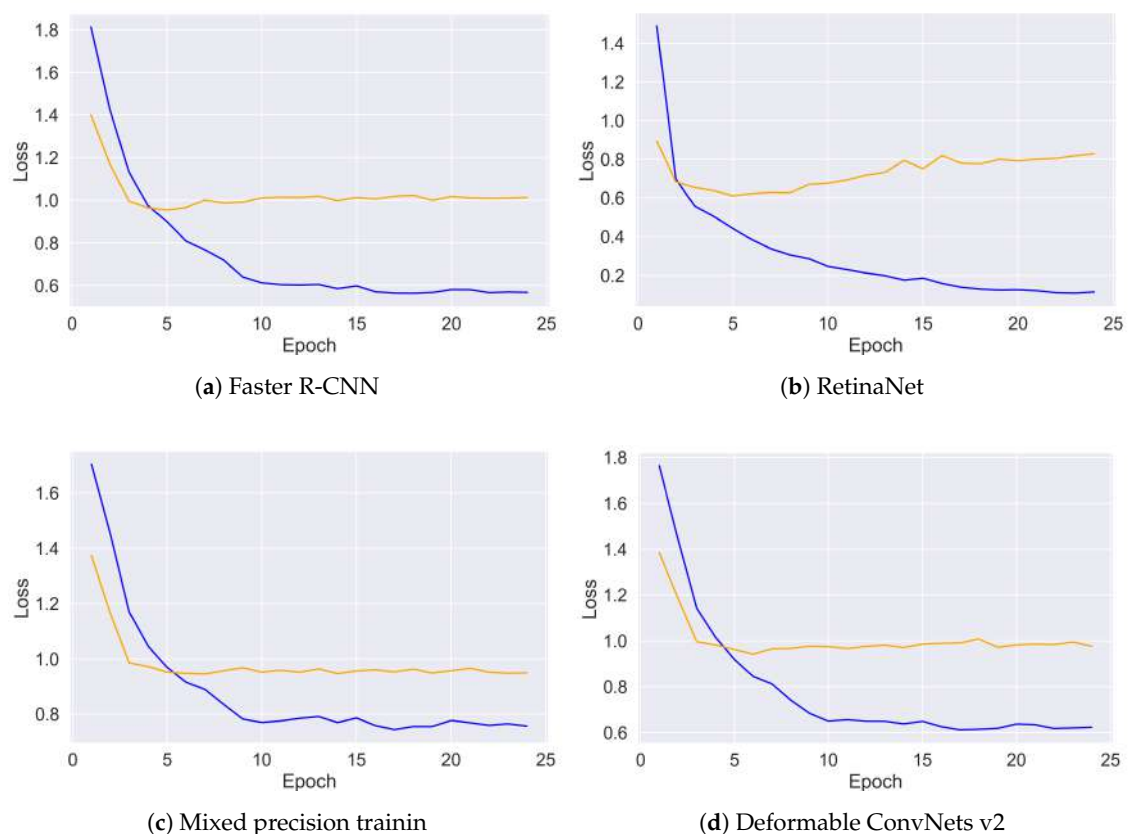 1.8
1.6
1.4
1.2
1.0
0.8
0.6
Loss
0 5 10 15 20 25
Epoch
(a) Faster R-CNN
1.4
1.2
1.0
0.8
0.6
0.4
0.2
Loss
0 5 10 15 20 25
Epoch
(b) RetinaNet
1.6
1.4
1.2
1.0
0.8
Loss
0 5 10 15 20 25
Epoch
(c) Mixed precision trainin
1.8
1.6
1.4
1.2
1.0
0.8
0.6
Loss
0 5 10 15 20 25
Epoch
(d) Deformable ConvNets v2